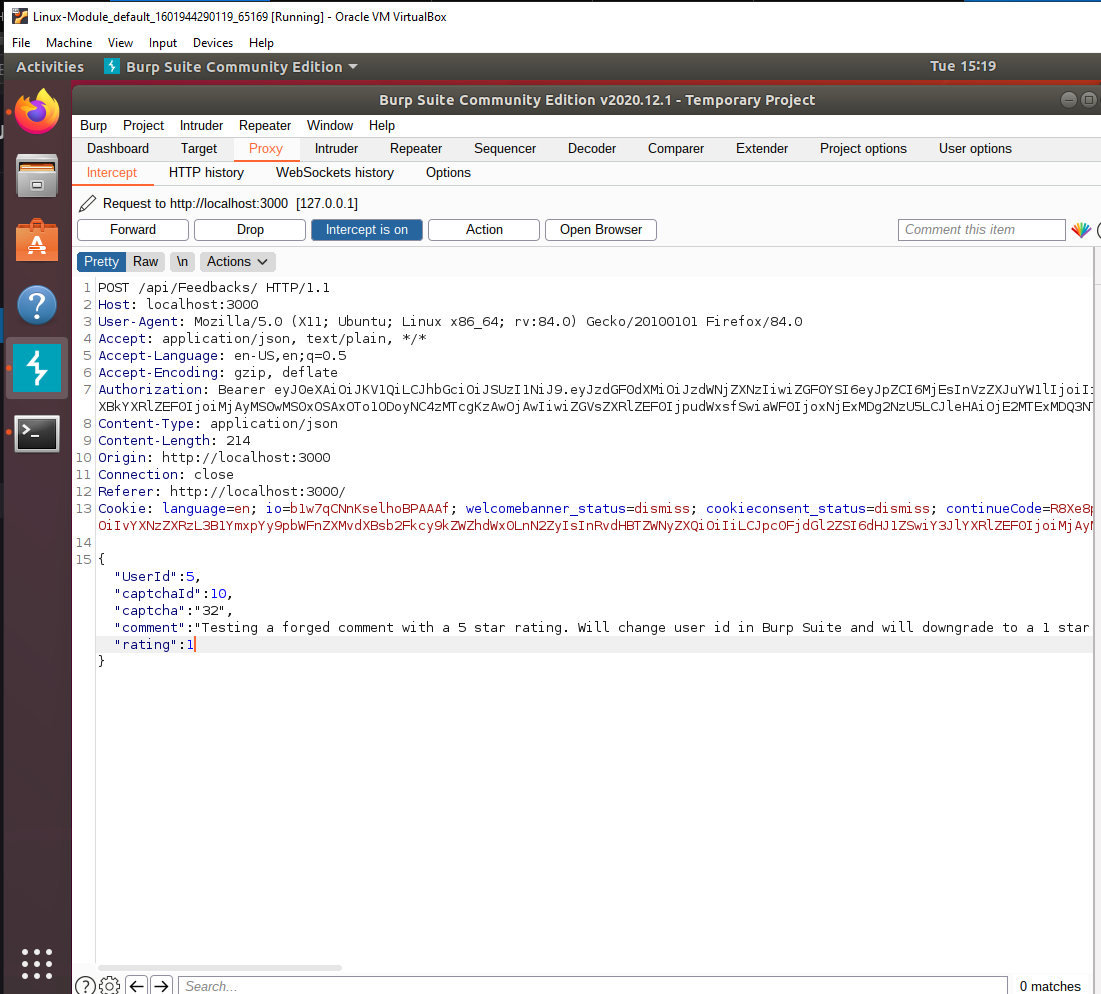 Linux-Module_default_1601944290119_65169 [Running] - Oracle VM VirtualBox
File Machine View Input Devices Help
Activities Burp Suite Community Edition Tue 15:19
Burp Suite Community Edition v2020.12.1 - Temporary Project
Burp Project Intruder Repeater Window Help
Dashboard Target Proxy Intruder Repeater Sequencer Decoder Comparer Extender Project options User options
Intercept HTTP history WebSockets history Options
Request to http://localhost:3000 [127.0.0.1]
Forward Drop Intercept is on Action Open Browser Comment this item
Pretty Raw \n Actions
1 POST /api/Feedbacks/ HTTP/1.1
2 Host: localhost:3000
3 User-Agent: Mozilla/5.0 (X11; Ubuntu; Linux x86_64; rv:84.0) Gecko/20100101 Firefox/84.0
4 Accept: application/json, text/plain, */*
5 Accept-Language: en-US,en;q=0.5
6 Accept-Encoding: gzip, deflate
7 Authorization: Bearer
8 Content-Type: application/json
9 Content-Length: 214
10 Origin: http://localhost:3000
11 Connection: close
12 Referer: http://localhost:3000/
13 Cookie: language=en; io=b1w7qCNnKselhoBPAAAf; welcomebanner_status=dismiss; cookieconsent_status=dismiss; continueCode=
14
15 {
"UserId":5,
"captchaId":10,
"captcha":"32",
"comment":"Testing a forged comment with a 5 star rating. Will change user id in Burp Suite and will downgrade to a 1 star
"rating":1
}
Search...
0 matches